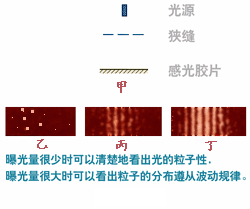 光源
狭缝
感光胶片
甲
乙 丙 丁
曝光量很少时可以清楚地看出光的粒子性,
曝光量很大时可以看出粒子的分布遵从波动规律。